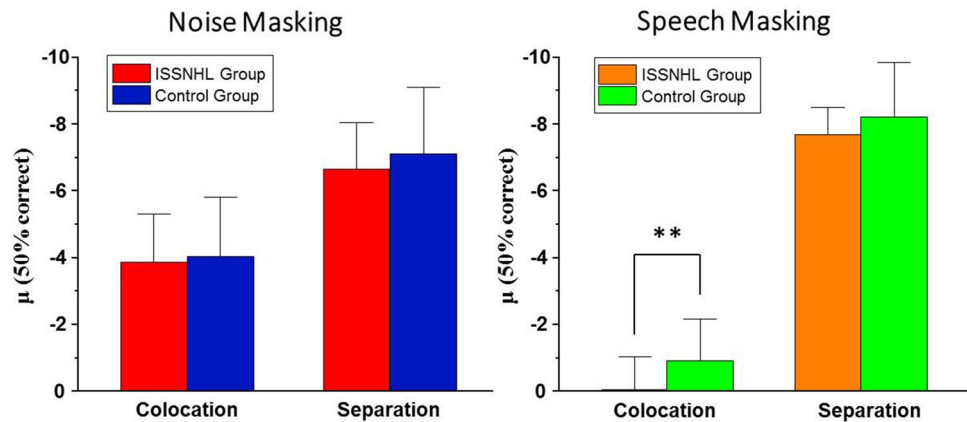 Noise Masking
-10
-8
-6
-4
-2
0
μ (50% correct)
ISSNHL Group
Control Group
Colocation
Separation
Speech Masking
-10
-8
-6
-4
-2
0
μ (50% correct)
ISSNHL Group
Control Group
**
Colocation
Separation